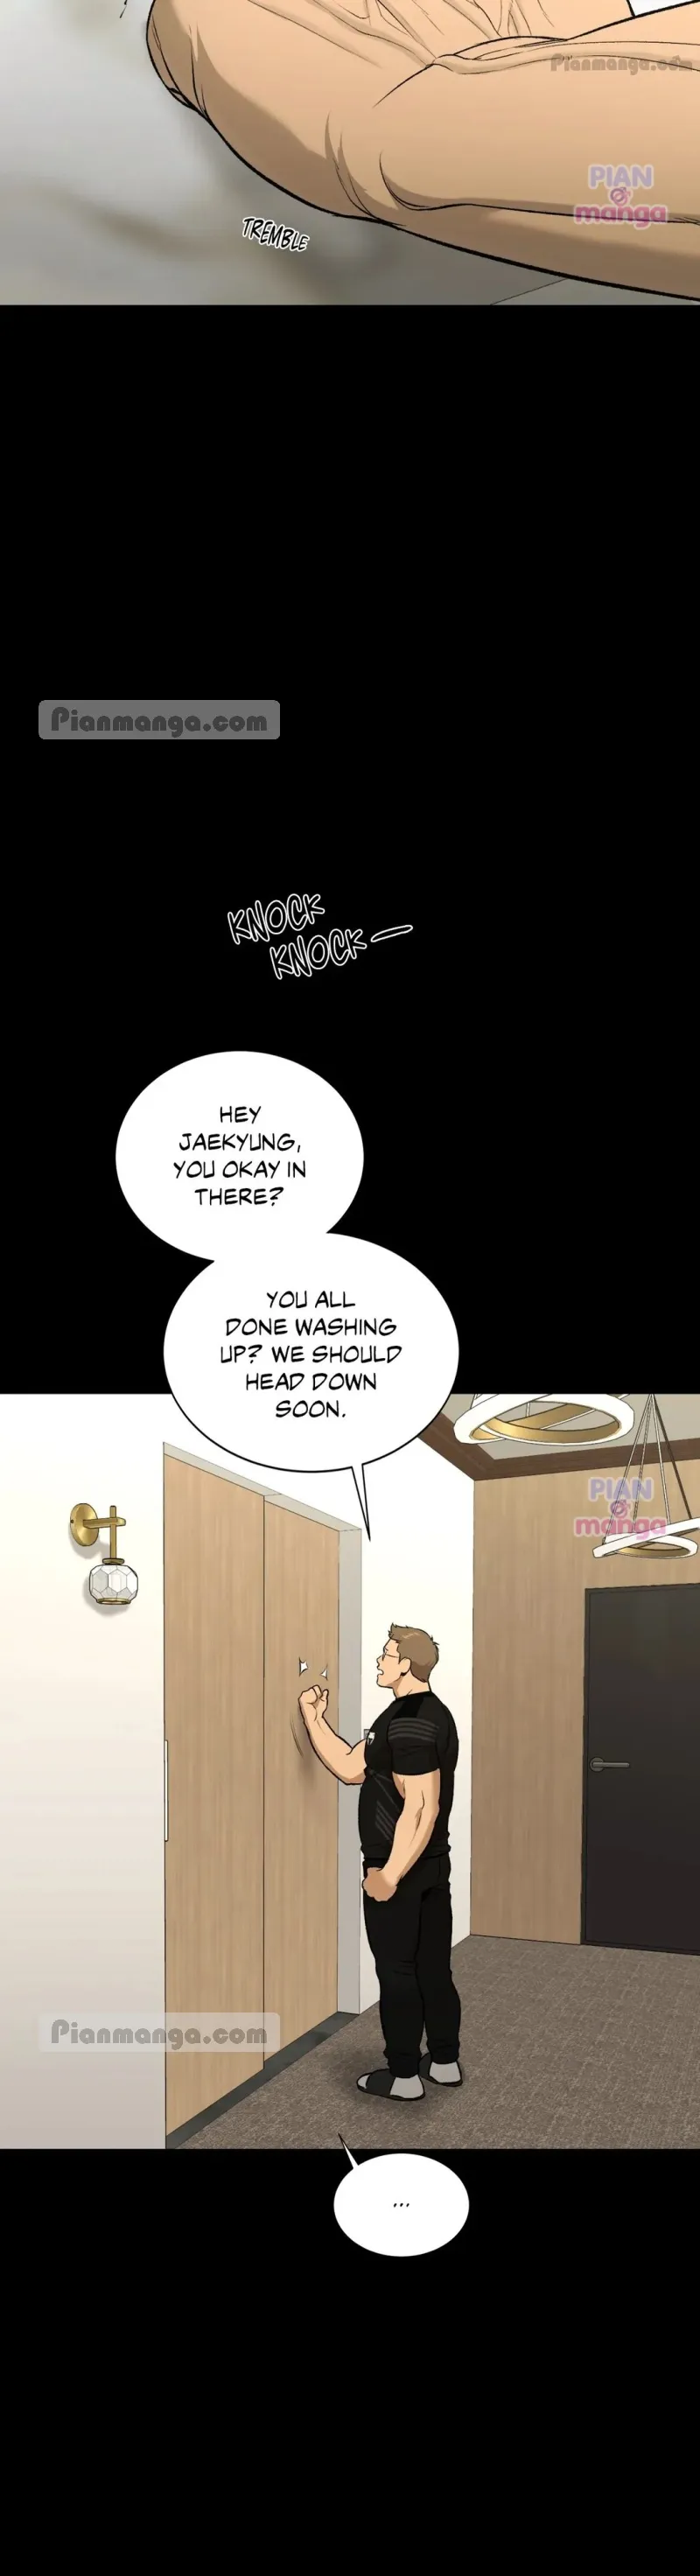 Pianmanga.com
PIAN
manga
TREMBLE
Pianmanga.com
KNOCK
KNOCK
HEY
JAEKYUNG,
YOU OKAY IN
THERE?
YOU ALL
DONE WASHING
UP? WE SHOULD
HEAD DOWN
SOON.
PIAN
manga
Pianmanga.com
...